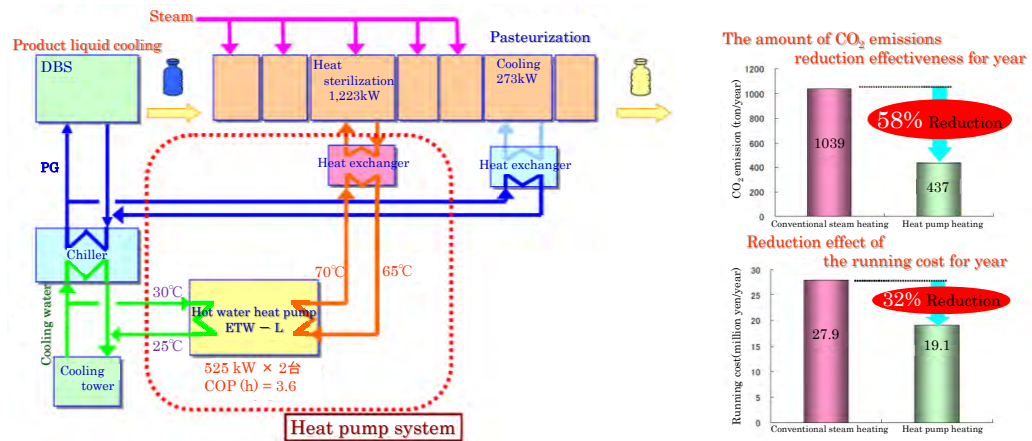 Steam
Product liquid cooling
DBS
Pasteurization
Heat
sterilization
1,223kW
Cooling
273kW
PG
Heat exchanger
Heat exchanger
Chiller
70℃
65℃
30℃
25℃
Cooling water
Hot water heat pump
ETW－L
Cooling
tower
525 kW × 2台
COP (h) = 3.6
Heat pump system
The amount of CO2 emissions
reduction effectiveness for year
CO2 emission (ton/year)
1200
1000
800
600
400
200
0
1039
58% Reduction
437
Conventional steam heating
Heat pump heating
Reduction effect of
the running cost for year
Running cost(million yen/year)
30
25
20
15
10
5
0
27.9
32% Reduction
19.1
Conventional steam heating
Heat pump heating